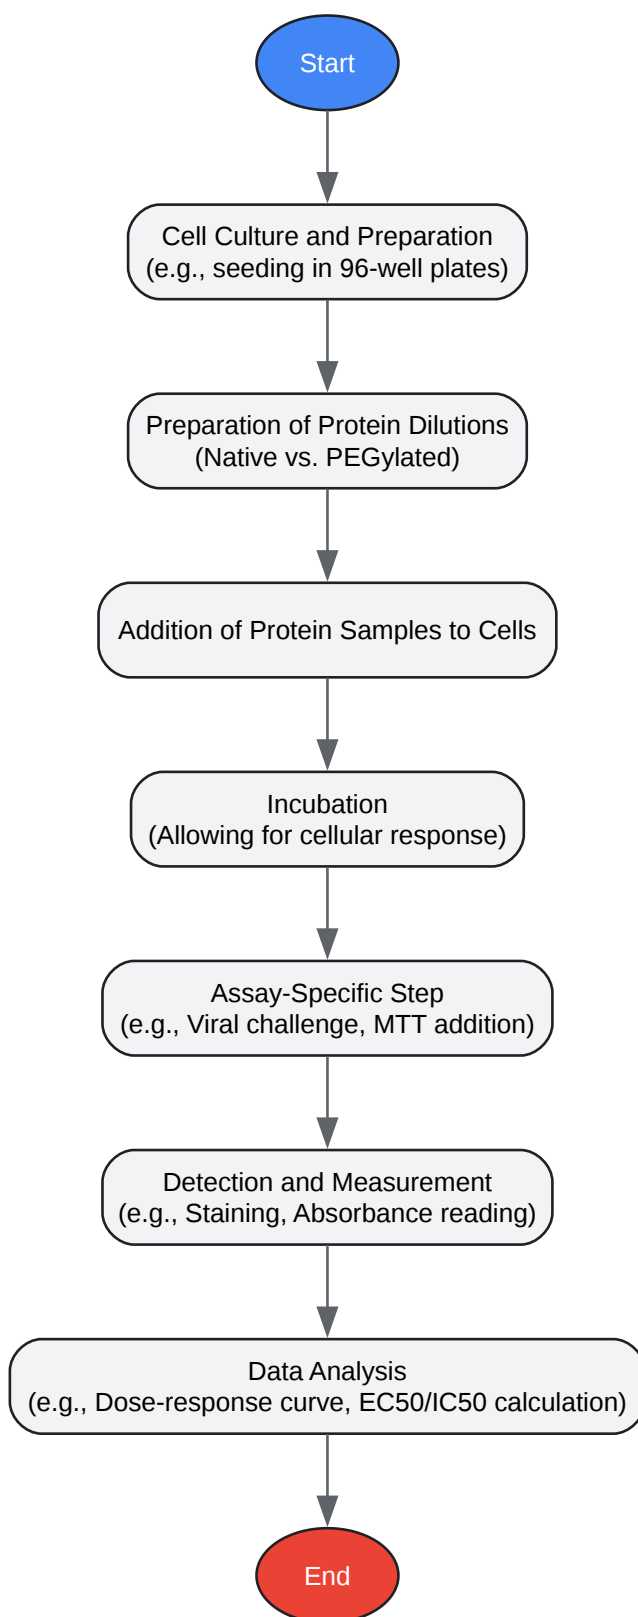 Start
Cell Culture and Preparation
(e.g., seeding in 96-well plates)
Preparation of Protein Dilutions
(Native vs. PEGylated)
Addition of Protein Samples to Cells
Incubation
(Allowing for cellular response)
Assay-Specific Step
(e.g., Viral challenge, MTT addition)
Detection and Measurement
(e.g., Staining, Absorbance reading)
Data Analysis
(e.g., Dose-response curve, EC50/IC50 calculation)
End